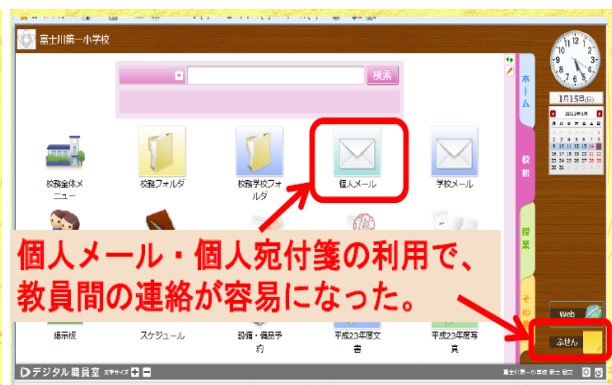 富士川第一小学校
検索
ホーム
校務
授業
1月15日(日)
校務全体メニュー
校務フォルダ
校務学校フォルダ
個人メール
学校メール
個人メール・個人宛付箋の利用で、
教員間の連絡が容易になった。
掲示板
スケジュール
設備・備品予約
平成23年度文書
平成23年度写真
Web
ふせん
デジタル職員室
文字サイズ